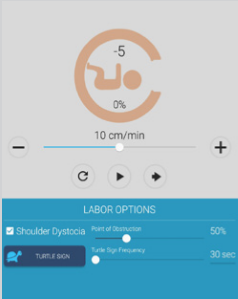 -5
0%
10 cm/min
LABOR OPTIONS
Shoulder Dystocia Point of Obstruction 50%
TURTLE SIGN Turtle Sign Frequency 30 sec